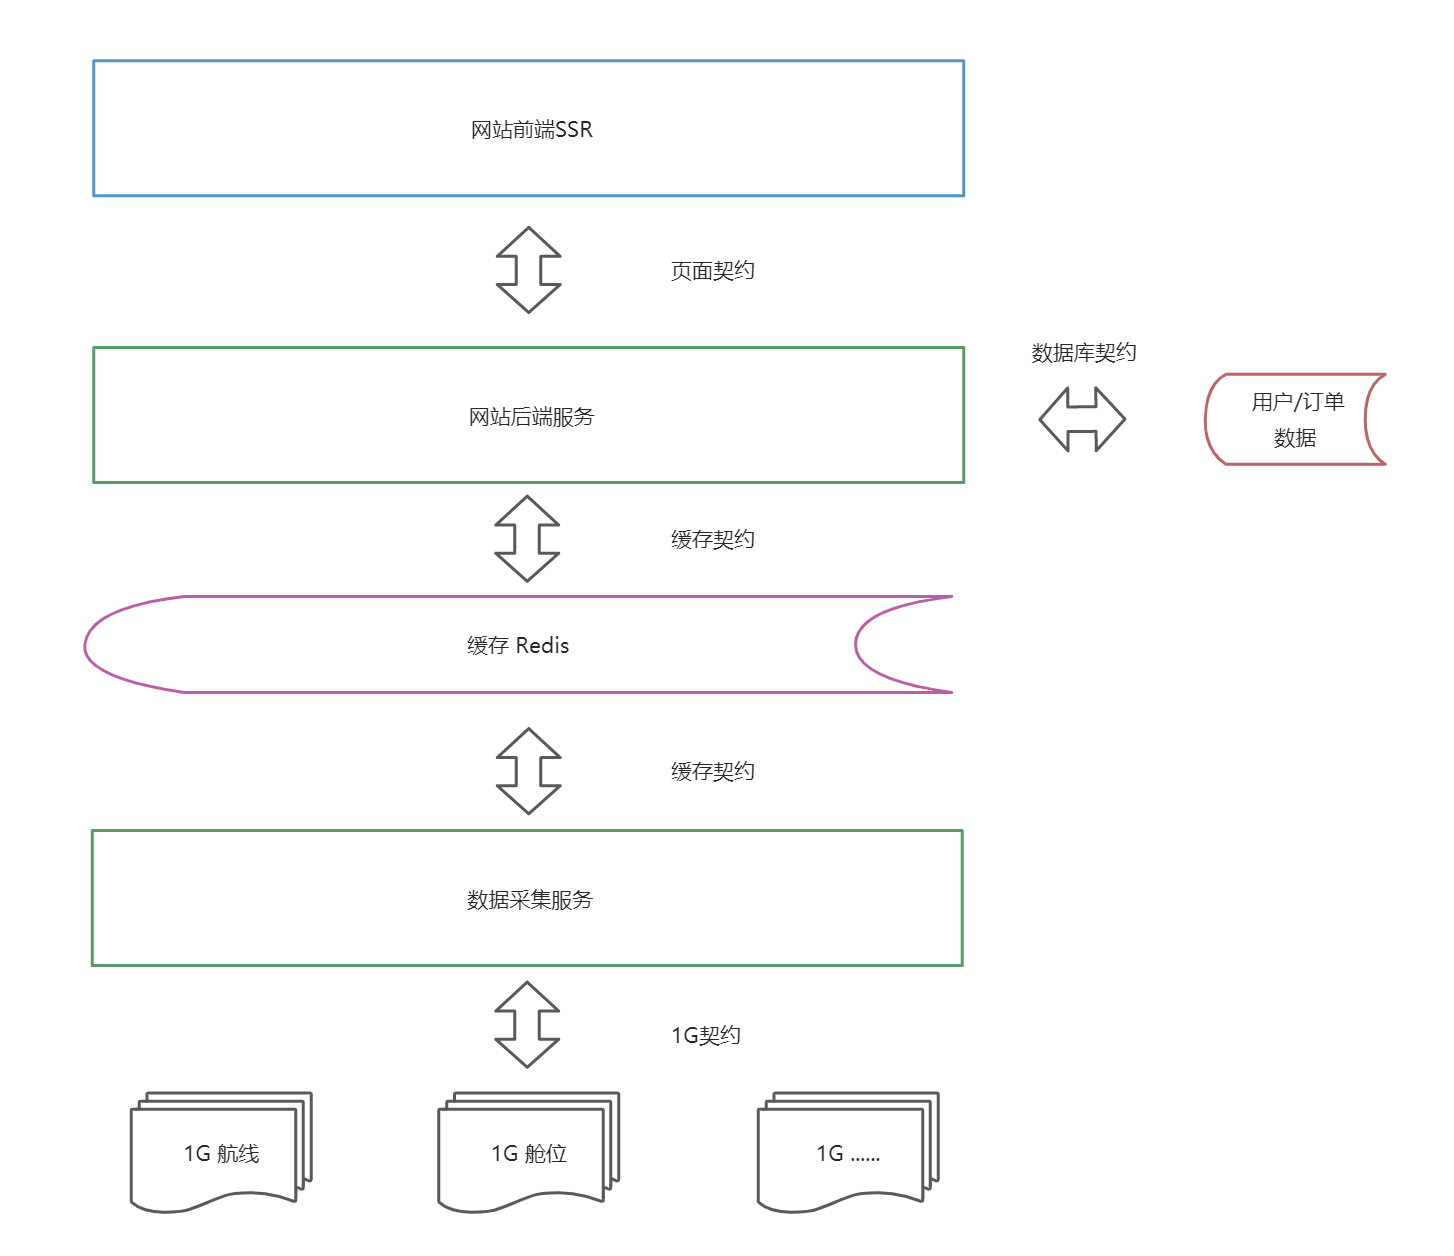 网站前端SSR
页面契约
数据库契约
网站后端服务
用户/订单
数据
缓存契约
缓存 Redis
缓存契约
数据采集服务
1G契约
1G 航线
1G 舱位
1G ......